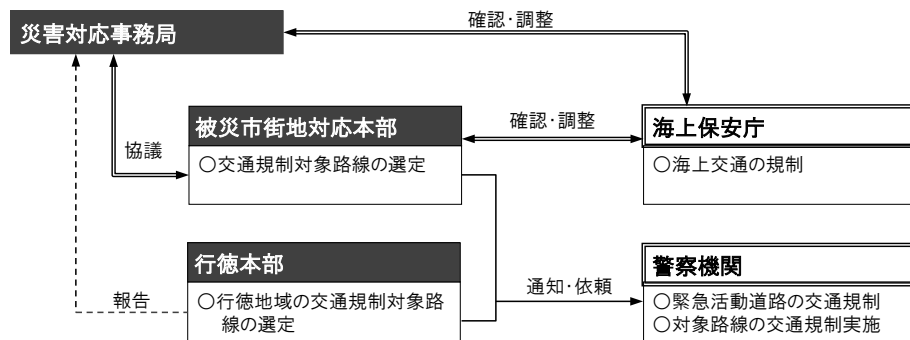 確認・調整
災害対応事務局
被災市街地対応本部
確認・調整
海上保安庁
協議
○交通規制対象路線の選定
○海上交通の規制
行徳本部
警察機関
通知・依頼
報告
○行徳地域の交通規制対象路
線の選定
○緊急活動道路の交通規制
○対象路線の交通規制実施